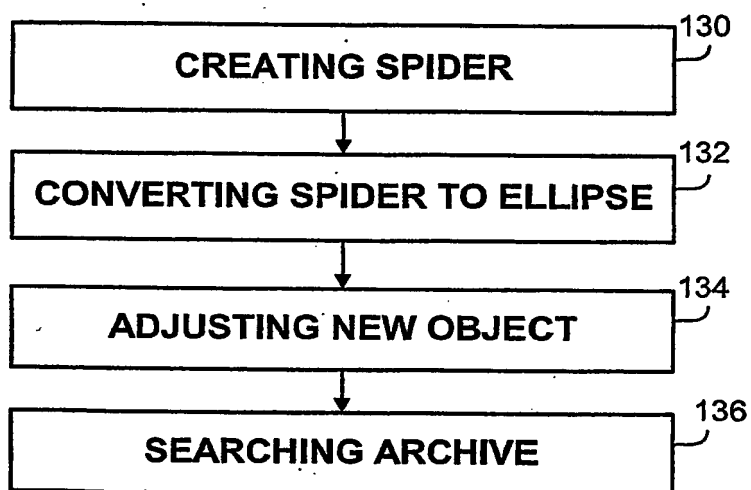 130
CREATING SPIDER
132
CONVERTING SPIDER TO ELLIPSE
134
ADJUSTING NEW OBJECT
136
SEARCHING ARCHIVE